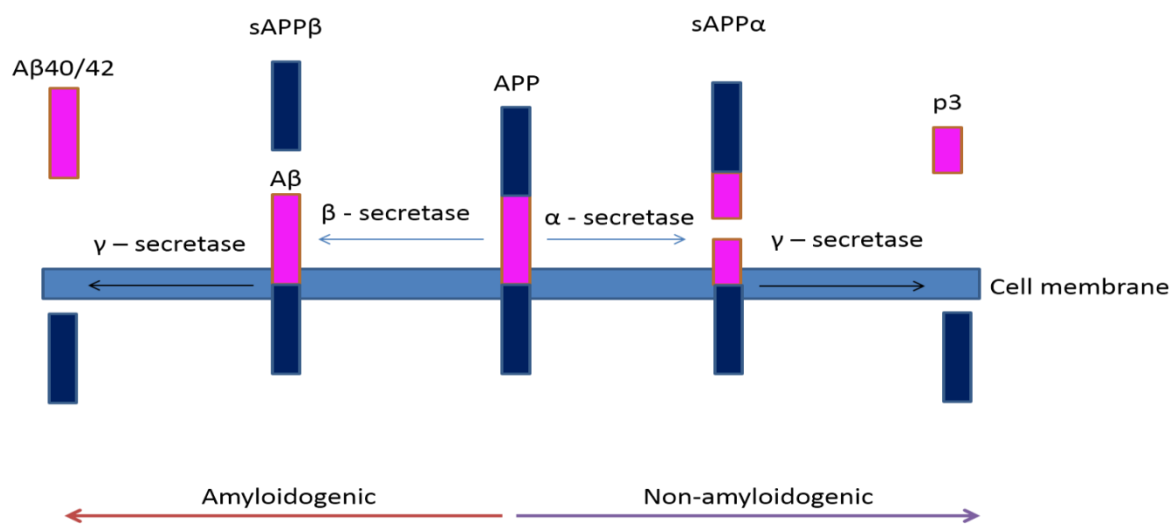 sAPPβ
sAPPα
Aβ40/42
APP
p3
Aβ
β - secretase
α - secretase
γ – secretase
γ – secretase
Cell membrane
Amyloidogenic
Non-amyloidogenic